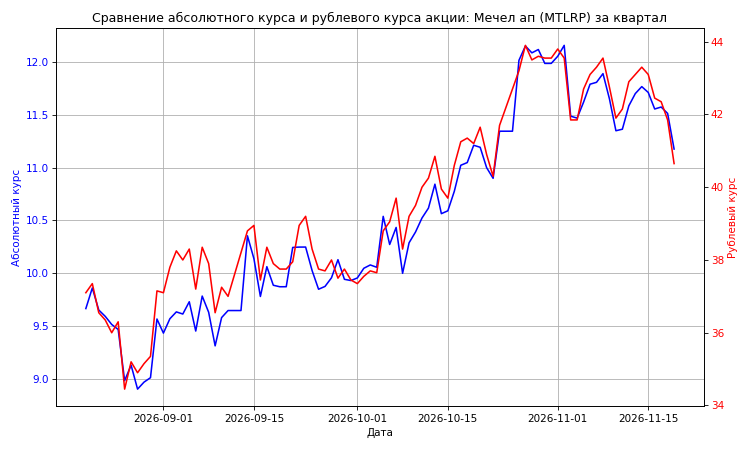 Сравнение абсолютного курса и рублевого курса акции: Мечел ап (MTLRP) за квартал
12.0
11.5
11.0
10.5
10.0
9.5
9.0
Абсолютный курс
44
42
40
38
36
34
Рублевый курс
2026-09-01 2026-09-15 2026-10-01 2026-10-15 2026-11-01 2026-11-15
Дата